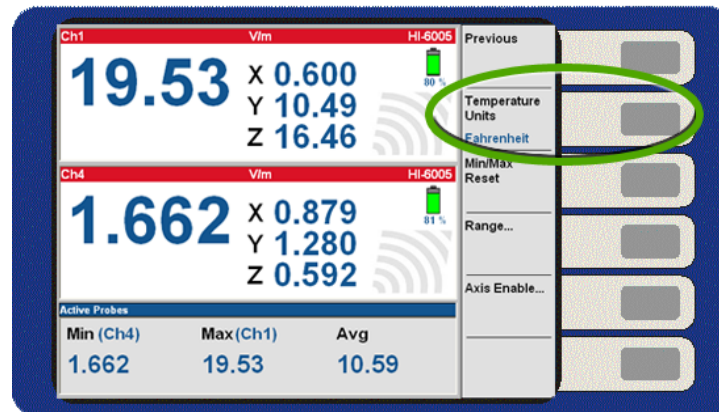 Ch1 V/m HI-6005
19.53
X 0.600
Y 10.49
Z 16.46
80 %
Ch4 V/m HI-6005
1.662
X 0.879
Y 1.280
Z 0.592
81 %
Active Probes
Min (Ch4) Max(Ch1) Avg
1.662 19.53 10.59
Previous
Temperature
Units
Fahrenheit
Min/Max
Reset
Range...
Axis Enable...